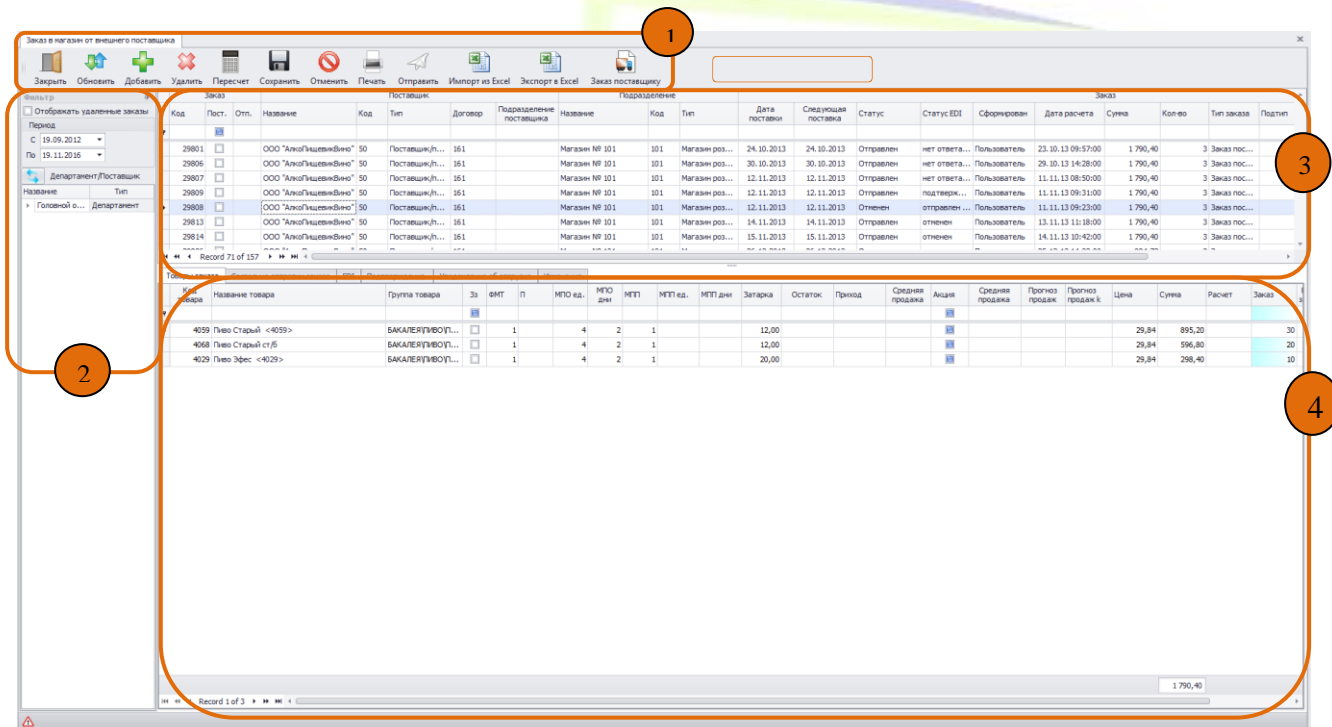 Заказ в магазин от внешнего поставщика
1
Закрыть Обновить Добавить Удалить Пересчет Сохранить Отменить Печать Отправить Импорт из Excel Экспорт в Excel Заказ поставщику
Фильтр
Отображать удаленные заказы
Период
С 19.09.2012
По 19.11.2016
Департамент/Поставщик
Название Тип
Головной о... Департамент
2
Заказ Поставщик Подразделение Заказ
Код Пост. Отп. Название Код Тип Договор Подразделение поставщика Название Код Тип Дата поставки Следующая поставка Статус Статус EDI Сформирован Дата расчета Сумма Кол-во Тип заказа Подтип
29801 ООО "АлкоПищевикВино" 50 Поставщик/п... 161 Магазин № 101 101 Магазин роз... 24.10.2013 24.10.2013 Отправлен нет ответа... Пользователь 23.10.13 09:57:00 1 790,40 3 Заказ пос...
29806 ООО "АлкоПищевикВино" 50 Поставщик/п... 161 Магазин № 101 101 Магазин роз... 30.10.2013 30.10.2013 Отправлен нет ответа... Пользователь 29.10.13 14:28:00 1 790,40 3 Заказ пос...
29807 ООО "АлкоПищевикВино" 50 Поставщик/п... 161 Магазин № 101 101 Магазин роз... 12.11.2013 12.11.2013 Отправлен нет ответа... Пользователь 11.11.13 08:50:00 1 790,40 3 Заказ пос...
29809 ООО "АлкоПищевикВино" 50 Поставщик/п... 161 Магазин № 101 101 Магазин роз... 12.11.2013 12.11.2013 Отправлен подтверж... Пользователь 11.11.13 09:31:00 1 790,40 3 Заказ пос...
29808 ООО "АлкоПищевикВино" 50 Поставщик/п... 161 Магазин № 101 101 Магазин роз... 12.11.2013 12.11.2013 Отменен отправлен ... Пользователь 11.11.13 09:23:00 1 790,40 3 Заказ пос...
29813 ООО "АлкоПищевикВино" 50 Поставщик/п... 161 Магазин № 101 101 Магазин роз... 14.11.2013 14.11.2013 Отправлен отменен Пользователь 13.11.13 11:18:00 1 790,40 3 Заказ пос...
29814 ООО "АлкоПищевикВино" 50 Поставщик/п... 161 Магазин № 101 101 Магазин роз... 15.11.2013 15.11.2013 Отправлен отменен Пользователь 14.11.13 10:42:00 1 790,40 3 Заказ пос...
Record 71 of 157
3
Код товара Название товара Группа товара Зз ФМТ П МПО ед. МПО дни МПП МПП ед. МПП дни Затарка Остаток Приход Средняя продажа Акция Средняя продажа Прогноз продаж Прогноз продаж k Цена Сумма Расчет Заказ
4059 Пиво Старый <4059> БАКАЛЕЯ\ПИВО\П... 1 4 2 1 12,00 29,84 895,20 30
4068 Пиво Старый ст/б БАКАЛЕЯ\ПИВО\П... 1 4 2 1 12,00 29,84 596,80 20
4029 Пиво Эфес <4029> БАКАЛЕЯ\ПИВО\П... 1 4 2 1 20,00 29,84 298,40 10
4
1 790,40
Record 1 of 3